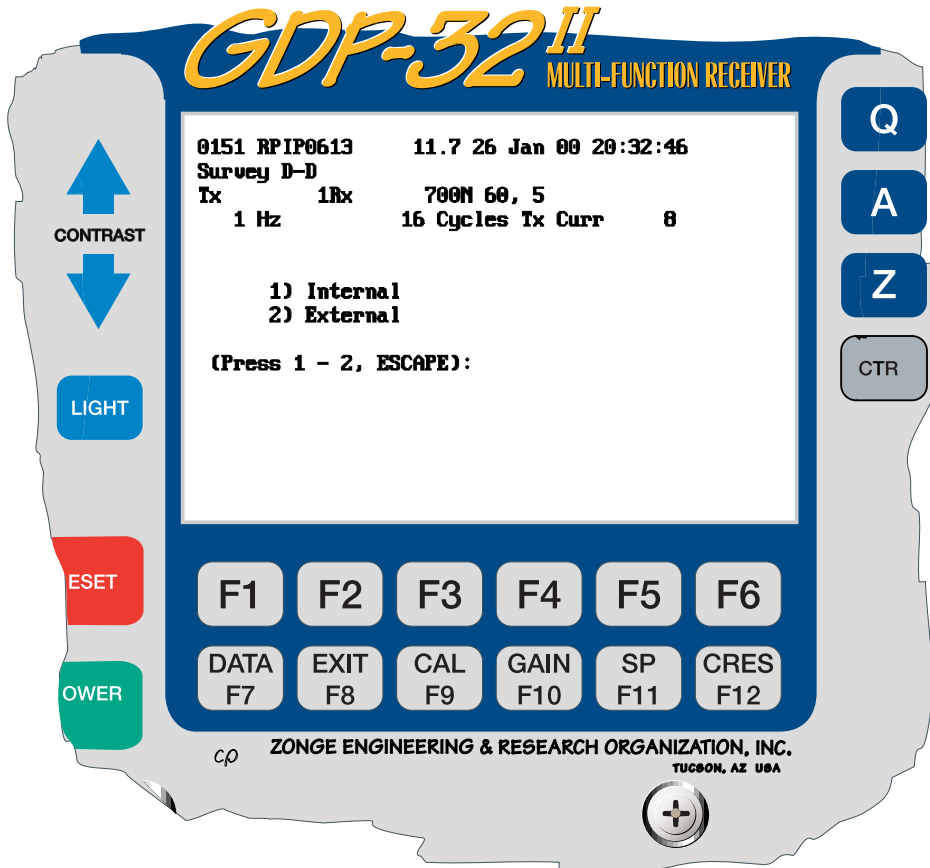 GDP-32 II
MULTI-FUNCTION RECEIVER
0151 RPIP0613 11.7 26 Jan 00 20:32:46
Survey D-D
Tx 1Rx 700N 60, 5
1 Hz 16 Cycles Tx Curr 8
1) Internal
2) External
(Press 1 - 2, ESCAPE):
CONTRAST
LIGHT
ESET
OWER
Q
A
Z
CTR
F1 F2 F3 F4 F5 F6
DATA EXIT CAL GAIN SP CRES
F7 F8 F9 F10 F11 F12
cp
ZONGE ENGINEERING & RESEARCH ORGANIZATION, INC.
TUCSON, AZ USA